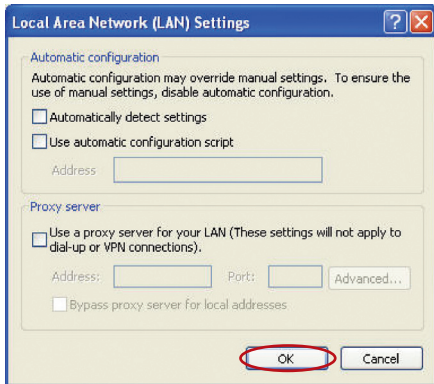 Local Area Network (LAN) Settings
Automatic configuration
Automatic configuration may override manual settings. To ensure the
use of manual settings, disable automatic configuration.
Automatically detect settings
Use automatic configuration script
Address
Proxy server
Use a proxy server for your LAN (These settings will not apply to
dial-up or VPN connections).
Address: Port: Advanced...
Bypass proxy server for local addresses
OK Cancel